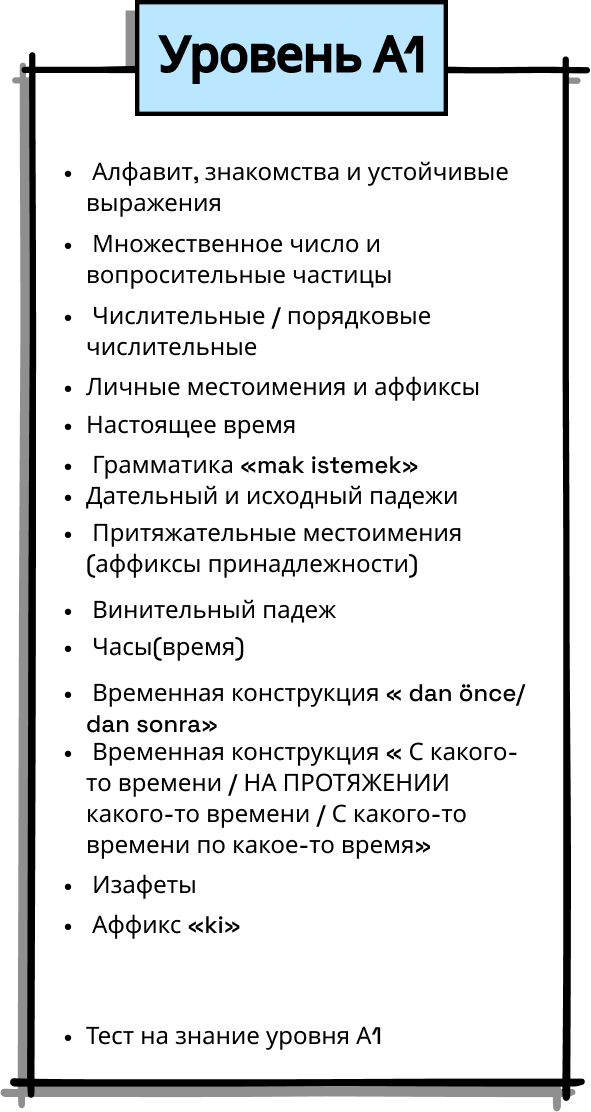 Уровень А1
• Алфавит, знакомства и устойчивые
выражения
• Множественное число и
вопросительные частицы
• Числительные / порядковые
числительные
• Личные местоимения и аффиксы
• Настоящее время
• Грамматика «mak istemek»
• Дательный и исходный падежи
• Притяжательные местоимения
(аффиксы принадлежности)
• Винительный падеж
• Часы(время)
• Временная конструкция « dan önce/
dan sonra»
• Временная конструкция « С какого-
то времени / НА ПРОТЯЖЕНИИ
какого-то времени / С какого-то
времени по какое-то время»
• Изафеты
• Аффикс «ki»
• Тест на знание уровня А1